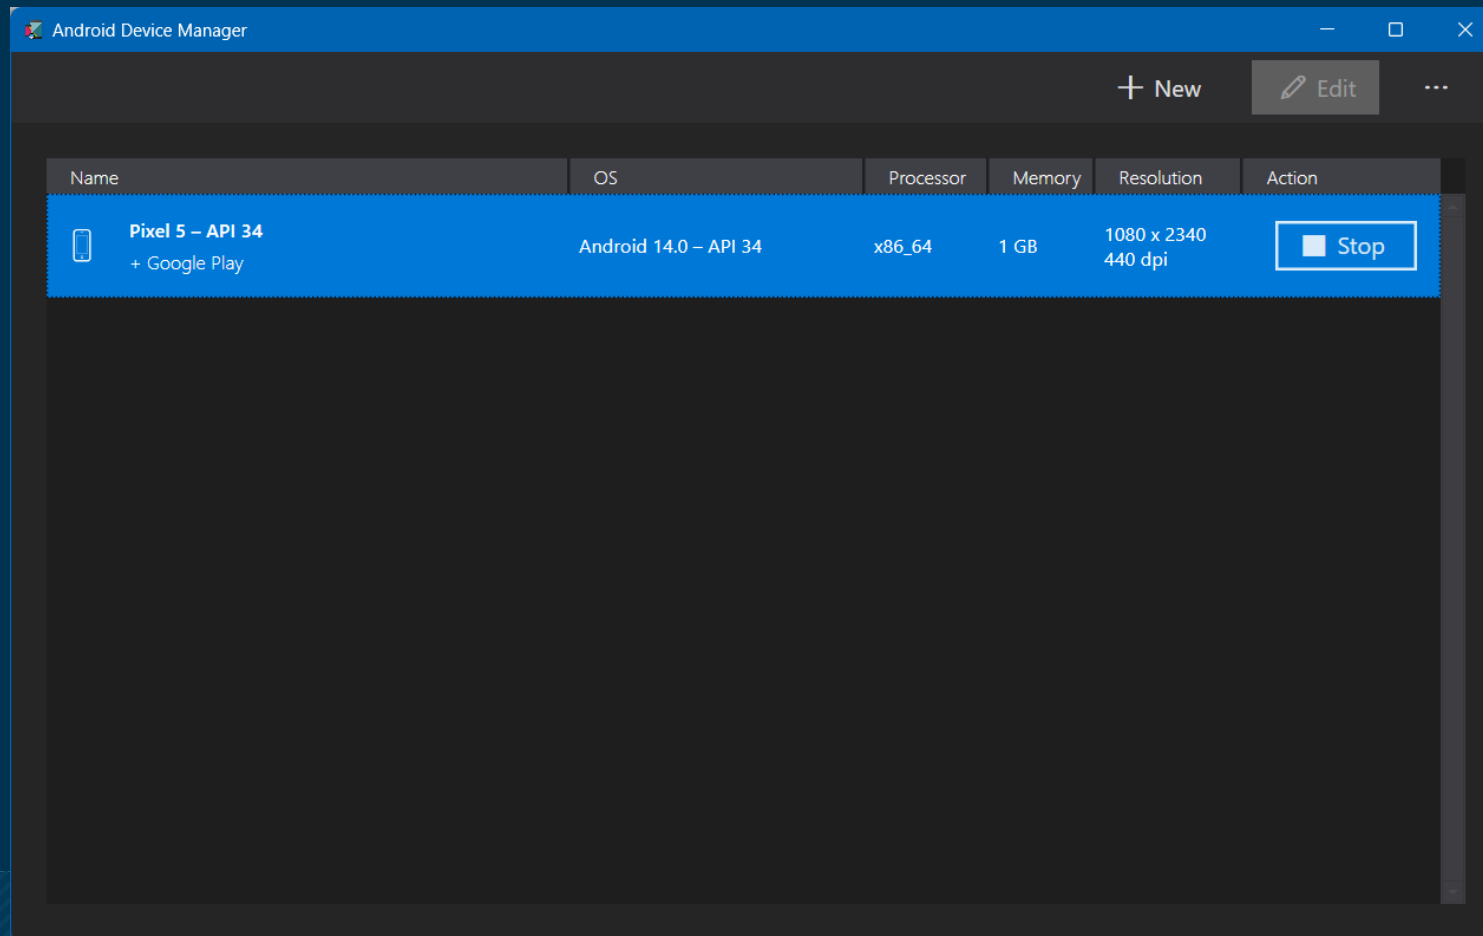 Android Device Manager
New
Edit
Name OS Processor Memory Resolution Action
Pixel 5 – API 34
+ Google Play
Android 14.0 – API 34
x86_64
1 GB
1080 x 2340
440 dpi
Stop